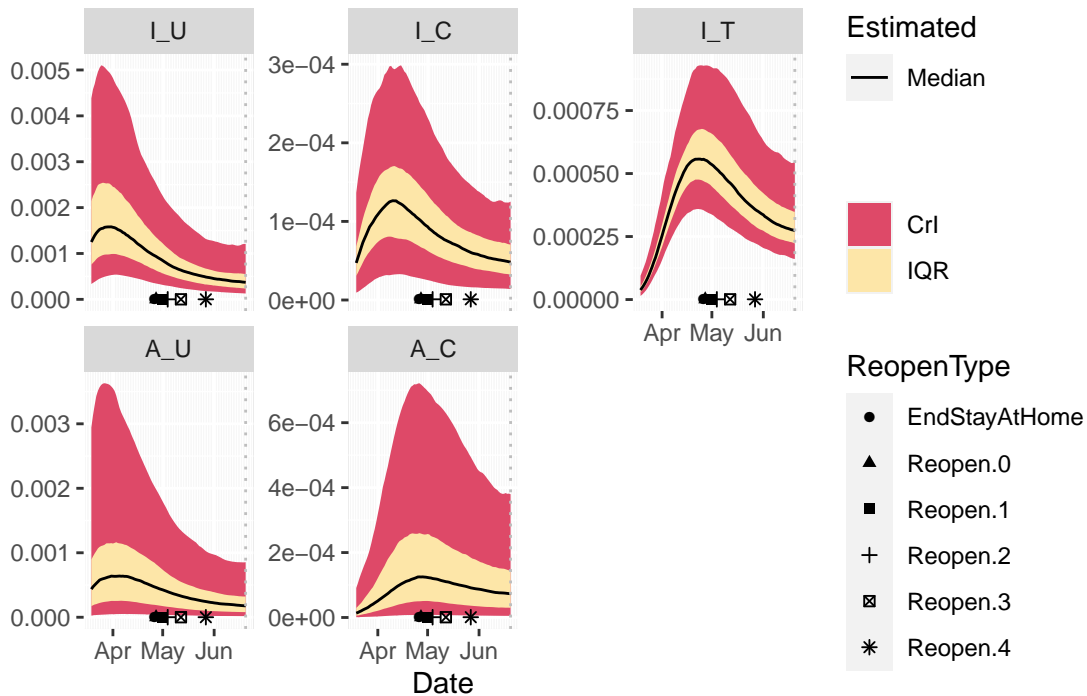 I_U
0.005
0.004
0.003
0.002
0.001
0.000
I_C
3e−04
2e−04
1e−04
0e+00
I_T
0.00075
0.00050
0.00025
0.00000
Apr May Jun
A_U
0.003
0.002
0.001
0.000
Apr May Jun
A_C
6e−04
4e−04
2e−04
0e+00
Apr May Jun
Date
Estimated
Median
CrI
IQR
ReopenType
EndStayAtHome
Reopen.0
Reopen.1
Reopen.2
Reopen.3
Reopen.4